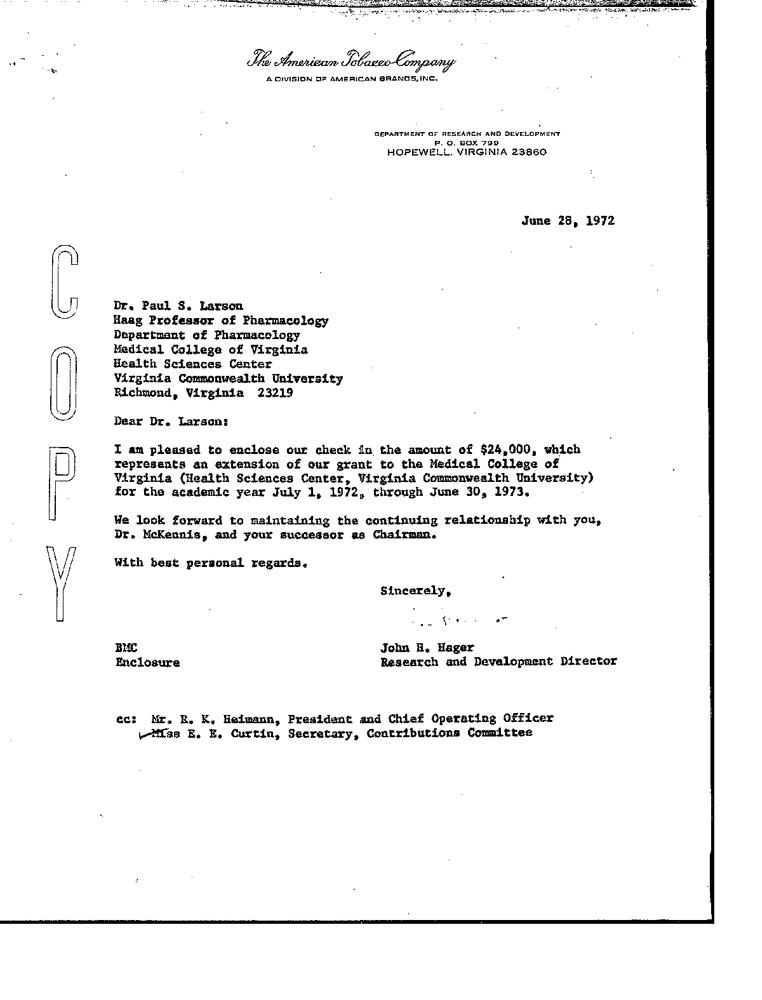 The American Tobacco Company
A DIVISION OF AMERICAN BRANDS, INC.
DEPARTMENT OF RESEARCH AND DEVELOPMENT
P. O. BOX 799
HOPEWELL, VIRGINIA 23860
June 28, 1972
COPY
Dr. Paul S. Larson
Haag Professor of Pharmacology
Department of Pharmacology
Medical College of Virginia
Health Sciences Center
Virginia Commonwealth University
Richmond, Virginia 23219
Dear Dr. Larson:
I am pleased to enclose our check in the amount of $24,000, which
represents an extension of our grant to the Medical College of
Virginia (Health Sciences Center, Virginia Commonwealth University)
for the academic year July 1, 1972, through June 30, 1973.
We look forward to maintaining the continuing relationship with you,
Dr. McKennis, and your successor as Chairman.
With best personal regards.
Sincerely,
BMC John H. Hager
Enclosure Research and Development Director
cc: Mr. R. K. Heimann, President and Chief Operating Officer
Miss E. E. Curtin, Secretary, Contributions Committee